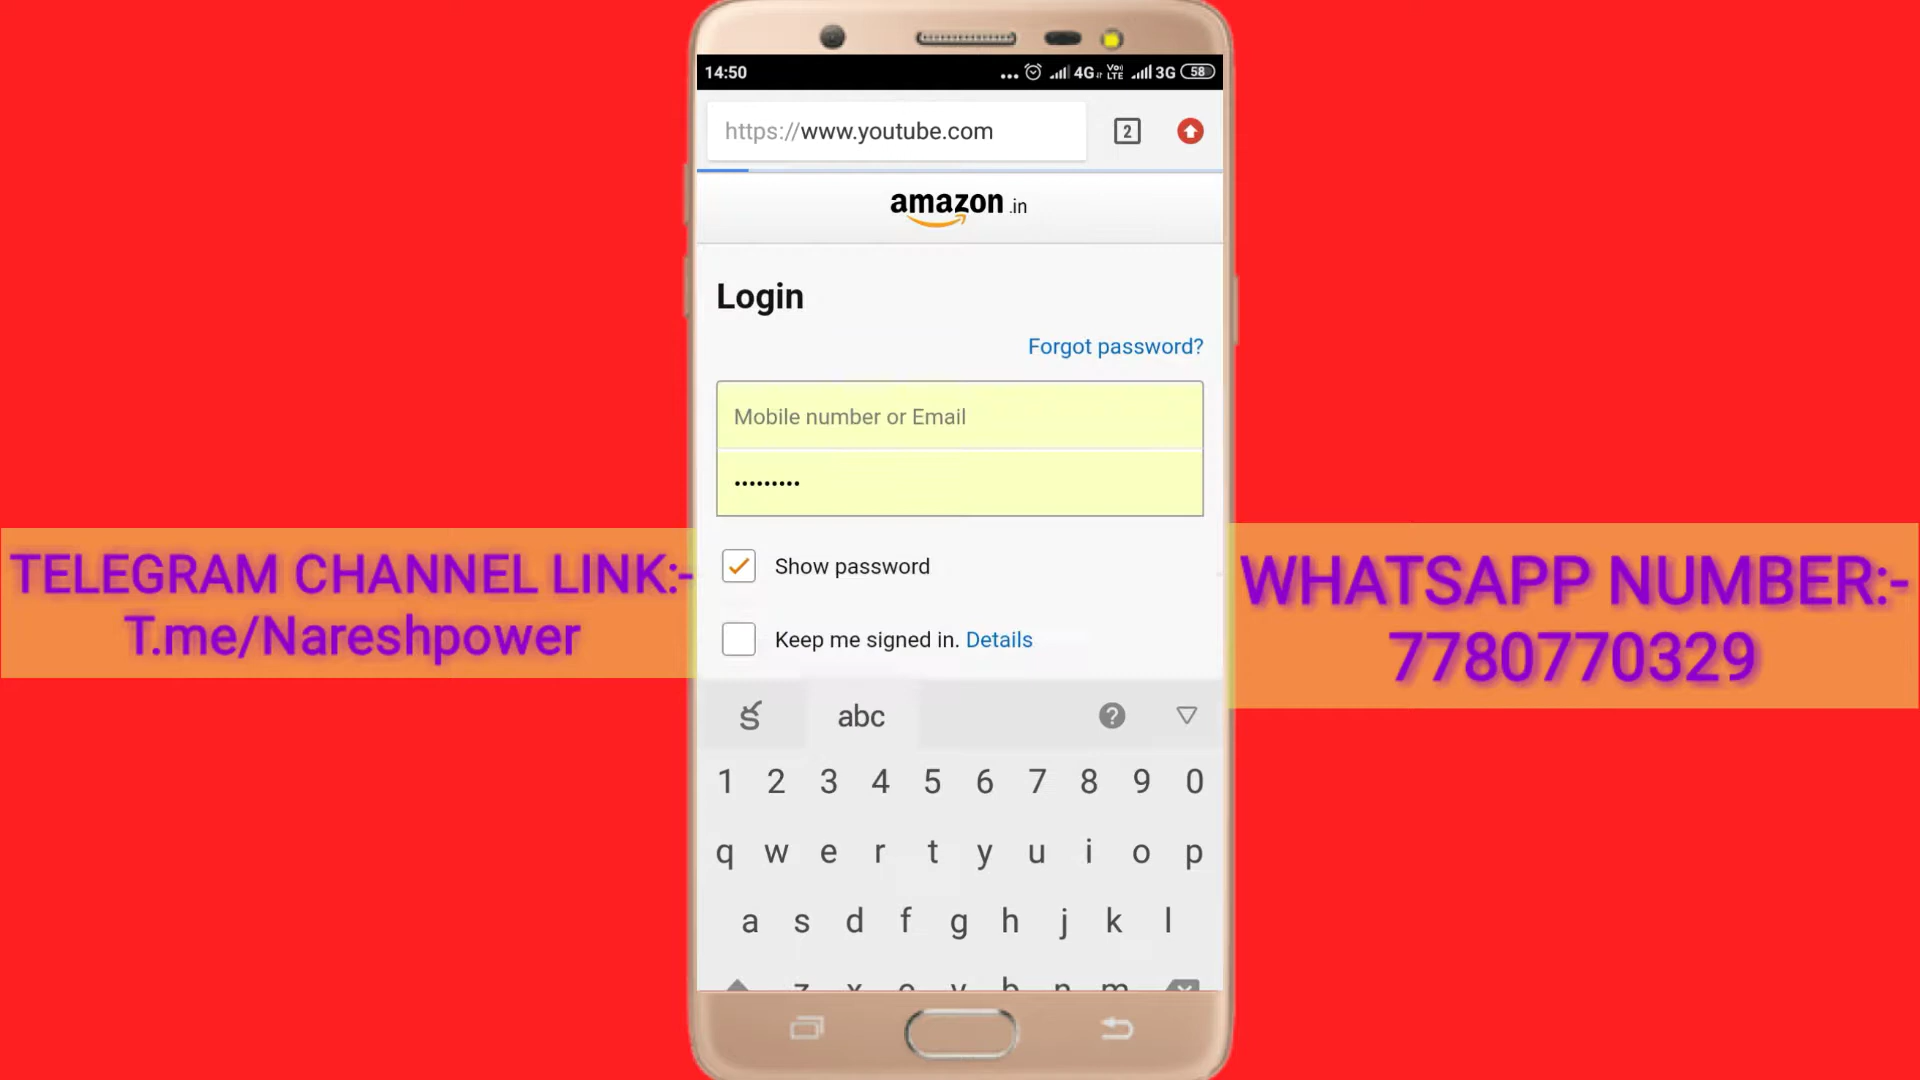 14:50
4G
Vo))
LTE
3G
58
https://www.youtube.com
2
amazon.in
Login
Forgot password?
Mobile number or Email
•••••••••
Show password
Keep me signed in. Details
TELEGRAM CHANNEL LINK:-
T.me/Nareshpower
WHATSAPP NUMBER:-
7780770329
abc
?
1 2 3 4 5 6 7 8 9 0
q w e r t y u i o p
a s d f g h j k l
z x c v b n m